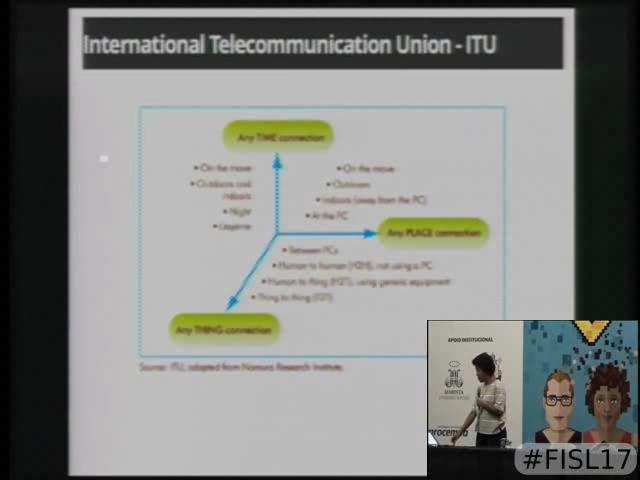 International Telecommunication Union - ITU
Any TIME connection
• On the move
• Outdoors and
indoors
• Night
• Daytime
• On the move
• Outdoors
• Indoors (away from the PC)
• At the PC
Any PLACE connection
• Between PCs
• Human to human (H2H), not using a PC
• Human to thing (H2T), using generic equipment
• Thing to thing (T2T)
Any THING connection
Source: ITU, adapted from Nomura Research Institute.
APOIO INSTITUCIONAL
MARISTA
procempa
#FISL17